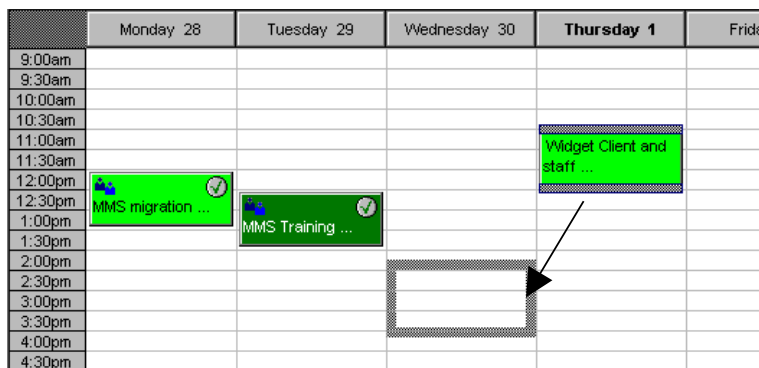 Monday 28 Tuesday 29 Wednesday 30 Thursday 1 Frid
9:00am
9:30am
10:00am
10:30am
11:00am
Widget Client and
11:30am
staff ...
12:00pm
12:30pm
MMS migration ...
1:00pm
MMS Training ...
1:30pm
2:00pm
2:30pm
3:00pm
3:30pm
4:00pm
4:30pm